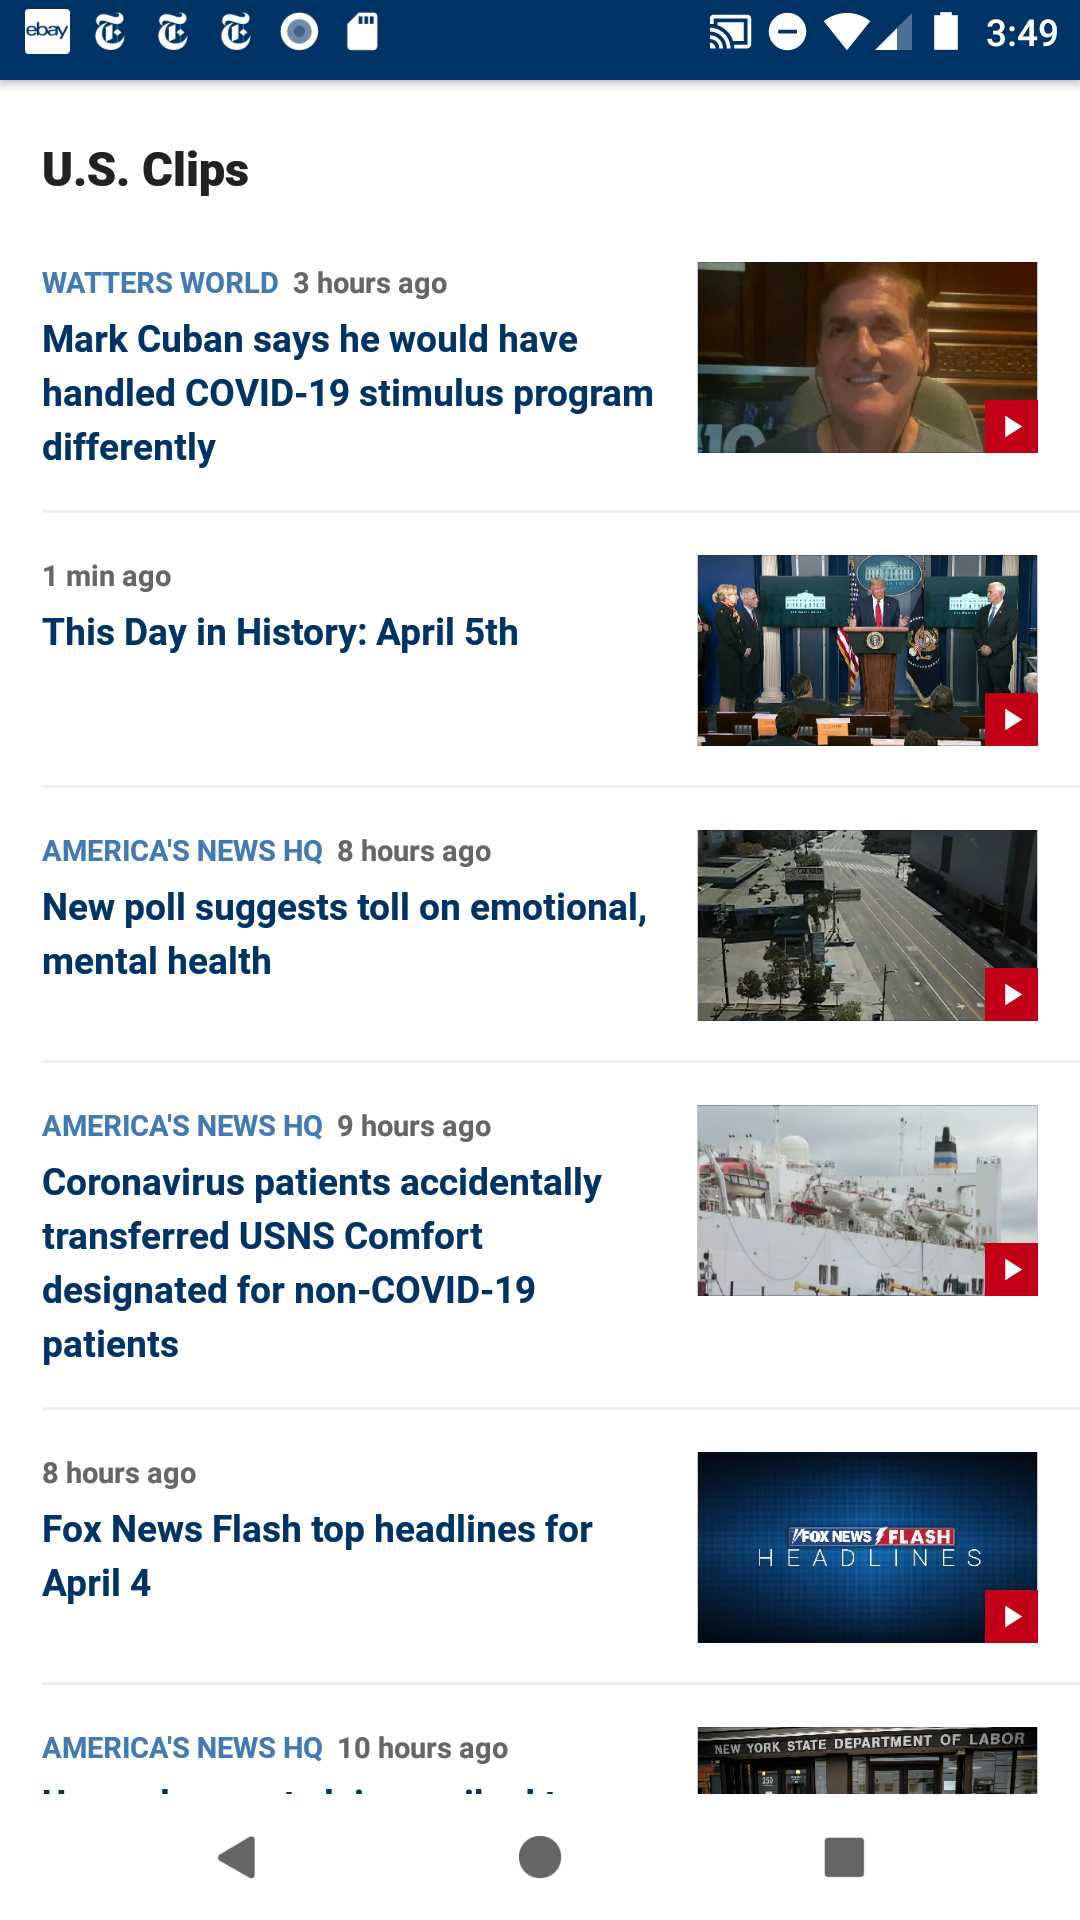 ebay 3:49
U.S. Clips
WATTERS WORLD 3 hours ago
Mark Cuban says he would have
handled COVID-19 stimulus program
differently
1 min ago
This Day in History: April 5th
AMERICA'S NEWS HQ 8 hours ago
New poll suggests toll on emotional,
mental health
AMERICA'S NEWS HQ 9 hours ago
Coronavirus patients accidentally
transferred USNS Comfort
designated for non-COVID-19
patients
8 hours ago
Fox News Flash top headlines for
April 4
FOX NEWS FLASH
HEADLINES
AMERICA'S NEWS HQ 10 hours ago
NEW YORK STATE DEPARTMENT OF LABOR
250